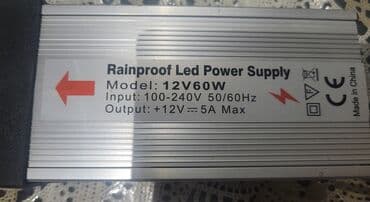 Rainproof Led Power Supply
Model: 12V60W
Input: 100-240V 50/60Hz
Output: +12V⎓5A Max
CE
Made in China